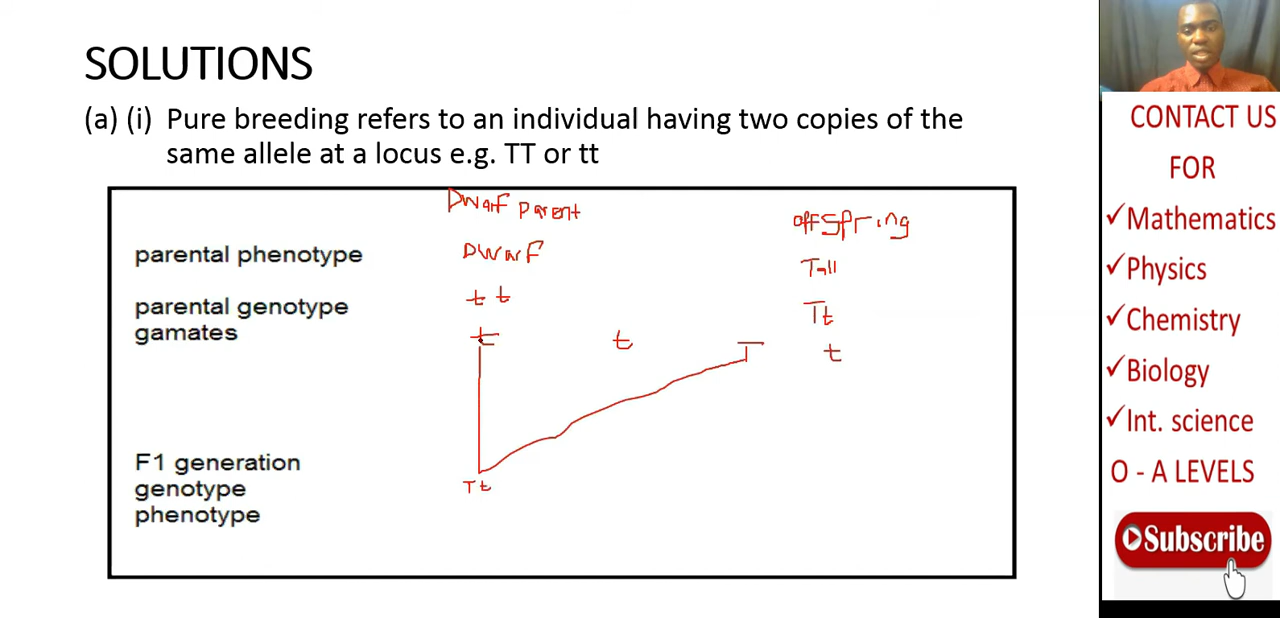 SOLUTIONS
(a) (i) Pure breeding refers to an individual having two copies of the
same allele at a locus e.g. TT or tt
Dwarf parent
offspring
parental phenotype Dwarf Tall
parental genotype t t Tt
gamates t t T t
F1 generation
genotype Tt
phenotype
CONTACT US
FOR
✓Mathematics
✓Physics
✓Chemistry
✓Biology
✓Int. science
O - A LEVELS
Subscribe